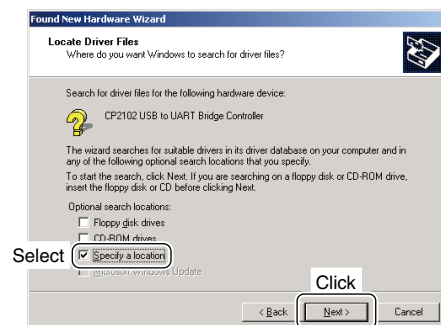 Found New Hardware Wizard
Locate Driver Files
Where do you want Windows to search for driver files?
Search for driver files for the following hardware device:
CP2102 USB to UART Bridge Controller
The wizard searches for suitable drivers in its driver database on your computer and in
any of the following optional search locations that you specify.
To start the search, click Next. If you are searching on a floppy disk or CD-ROM drive,
insert the floppy disk or CD before clicking Next.
Optional search locations:
Floppy disk drives
CD-ROM drives
Select Specify a location
Microsoft Windows Update
Click
< Back Next > Cancel